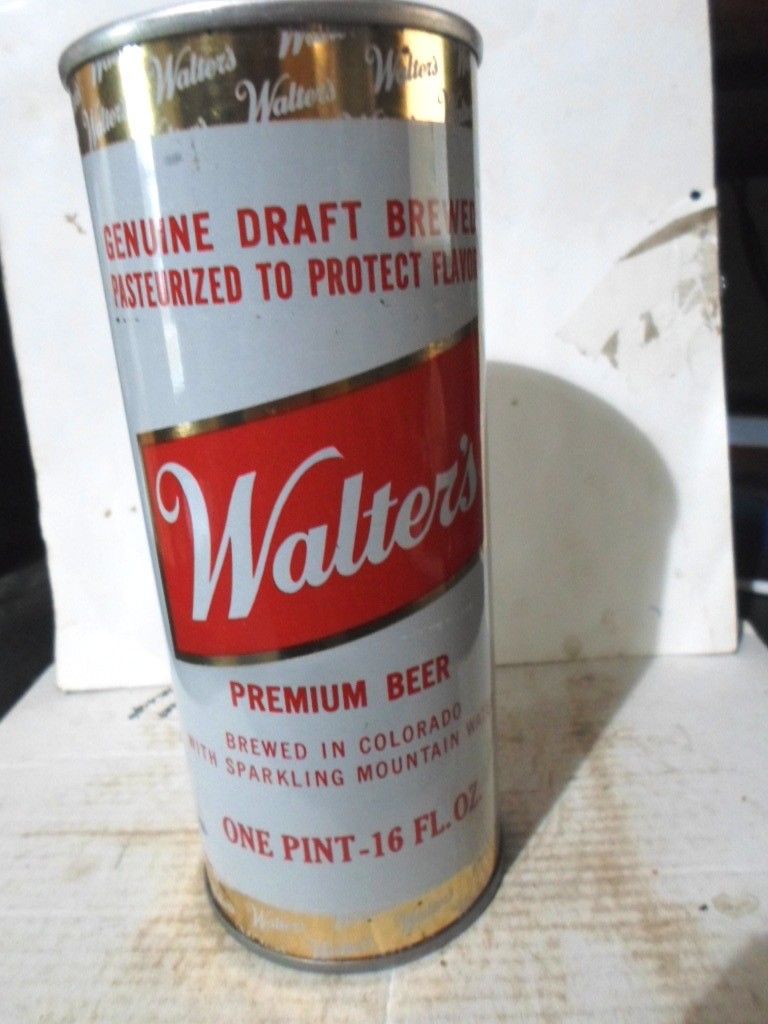 Walter's
Walter's Walter's
GENUINE DRAFT BREWED
PASTEURIZED TO PROTECT FLAVOR
Walter's
PREMIUM BEER
BREWED IN COLORADO
WITH SPARKLING MOUNTAIN
ONE PINT-16 FL. OZ.